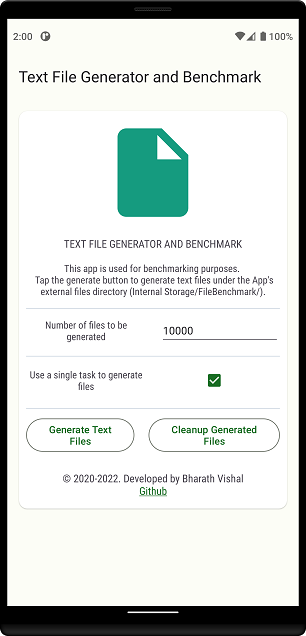 2:00
100%
Text File Generator and Benchmark
TEXT FILE GENERATOR AND BENCHMARK
This app is used for benchmarking purposes.
Tap the generate button to generate text files under the App's
external files directory (Internal Storage/FileBenchmark/).
Number of files to be
generated
10000
Use a single task to generate
files
Generate Text
Files
Cleanup Generated
Files
© 2020-2022. Developed by Bharath Vishal
Github